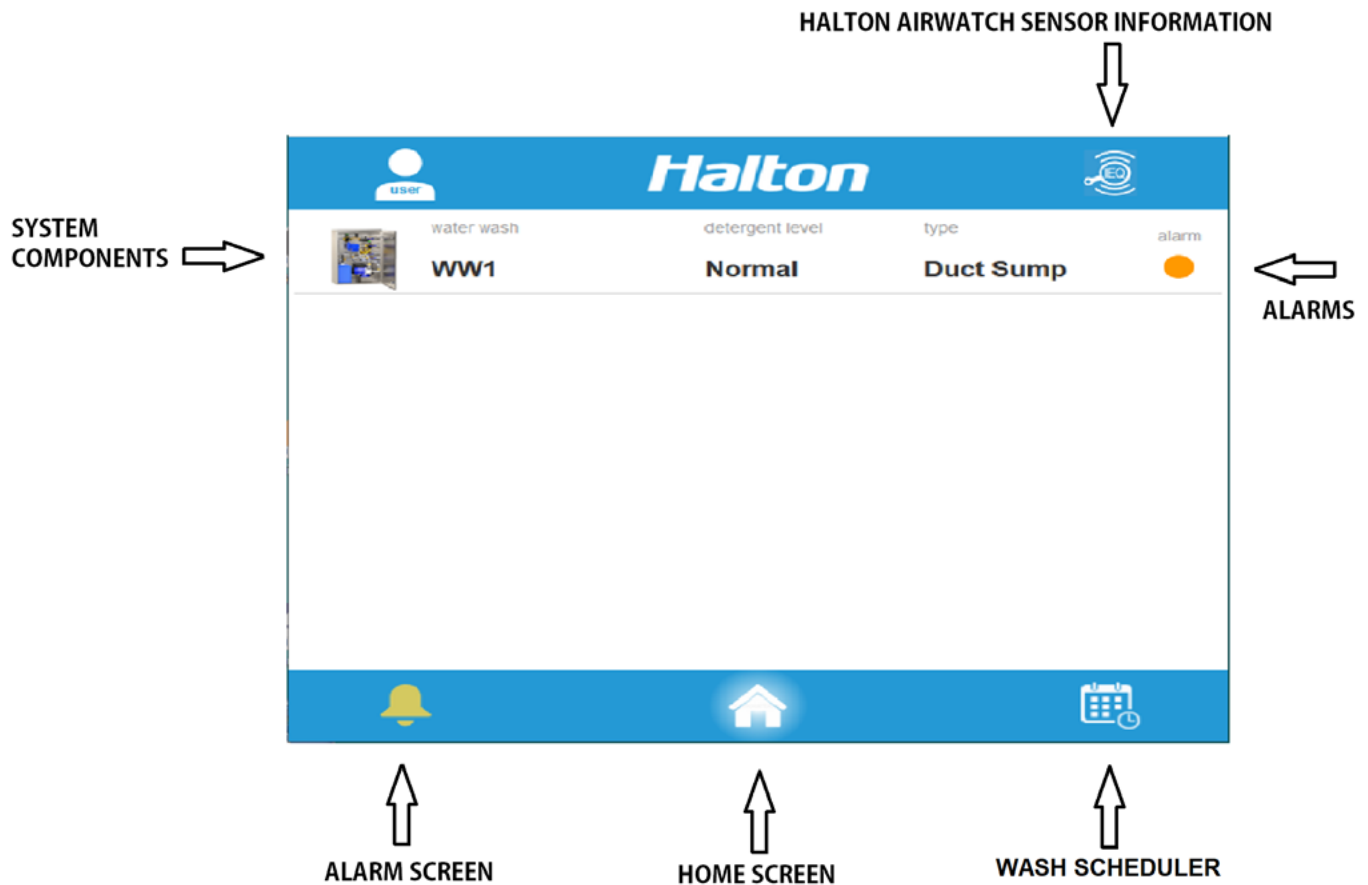 HALTON AIRWATCH SENSOR INFORMATION
user
Halton
IEQ
SYSTEM
COMPONENTS
water wash detergent level type alarm
WW1 Normal Duct Sump
ALARMS
ALARM SCREEN
HOME SCREEN
WASH SCHEDULER